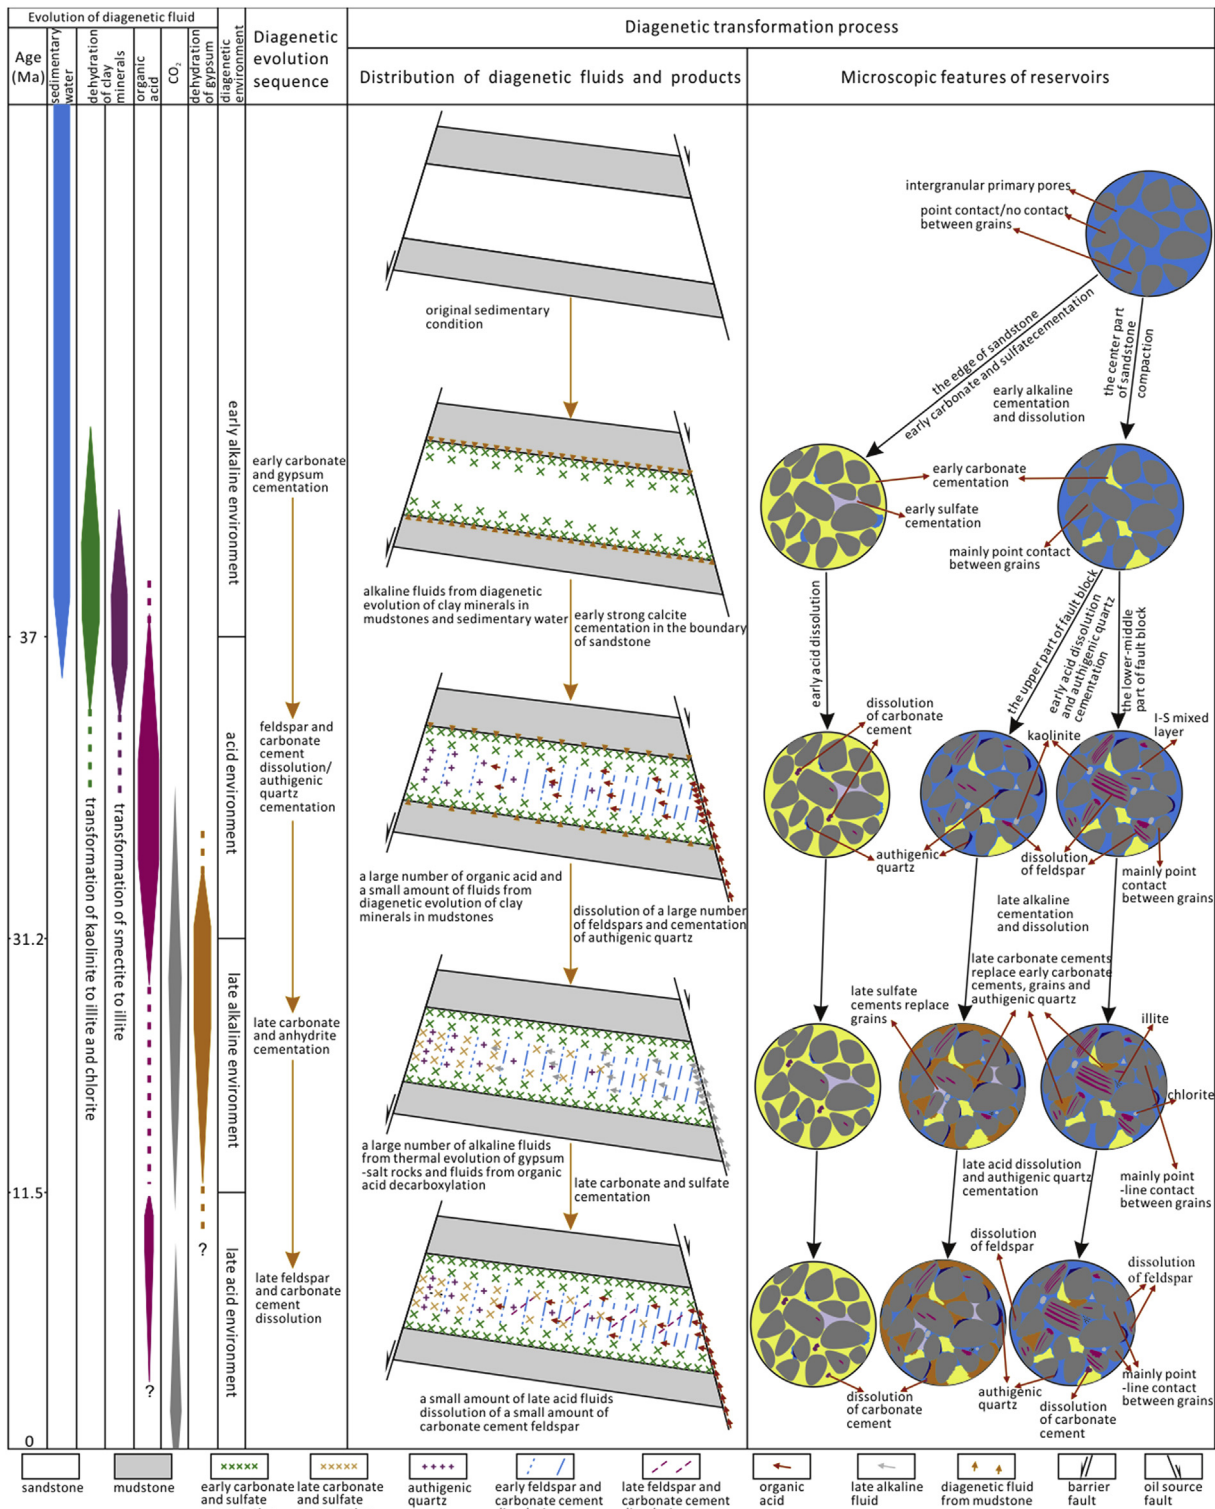 Evolution of diagenetic fluid
Age
(Ma)
sedimentary
water
dehydration
of clay
minerals
organic
acid
CO2
dehydration
of gypsum
diagenetic
environment
Diagenetic
evolution
sequence
Diagenetic transformation process
Distribution of diagenetic fluids and products
Microscopic features of reservoirs
37
31.2
11.5
0
transformation of kaolinite to illite and chlorite
transformation of smectite to illite
?
?
early alkaline environment
acid environment
late alkaline environment
late acid environment
early carbonate
and gypsum
cementation
feldspar and
carbonate
cement
dissolution/
authigenic
quartz
cementation
late carbonate
and anhydrite
cementation
late feldspar and
carbonate
cement
dissolution
original sedimentary
condition
alkaline fluids from diagenetic
evolution of clay minerals in
mudstones and sedimentary water
early strong calcite
cementation in the boundary
of sandstone
a large number of organic acid and
a small amount of fluids from
diagenetic evolution of clay
minerals in mudstones
dissolution of a large number
of feldspars and cementation
of authigenic quartz
a large number of alkaline fluids
from thermal evolution of gypsum
-salt rocks and fluids from organic
acid decarboxylation
late carbonate and sulfate
cementation
a small amount of late acid fluids
dissolution of a small amount of
carbonate cement feldspar
intergranular primary pores
point contact/no contact
between grains
the edge of sandstone
early carbonate and sulfatecementation
the center part
of sandstone
compaction
early alkaline
cementation
and dissolution
early carbonate
cementation
early sulfate
cementation
mainly point contact
between grains
early acid dissolution
the upper part of fault block
early acid dissolution
and authigenic quartz
cementation
the lower-middle
part of fault block
dissolution
of carbonate
cement
kaolinite
I-S mixed
layer
authigenic
quartz
dissolution
of feldspar
mainly point
contact
between grains
late alkaline
cementation
and dissolution
late carbonate cements
replace early carbonate
cements, grains and
authigenic quartz
late sulfate
cements replace
grains
illite
chlorite
mainly point
-line contact
between grains
late acid dissolution
and authigenic quartz
cementation
dissolution
of feldspar
dissolution
of feldspar
mainly point
-line contact
between grains
dissolution
of carbonate
cement
authigenic
quartz
dissolution
of carbonate
cement
sandstone
mudstone
early carbonate
and sulfate
late carbonate
and sulfate
authigenic
quartz
early feldspar and
carbonate cement
late feldspar and
carbonate cement
organic
acid
late alkaline
fluid
diagenetic fluid
from mudstone
barrier
fault
oil source
fault